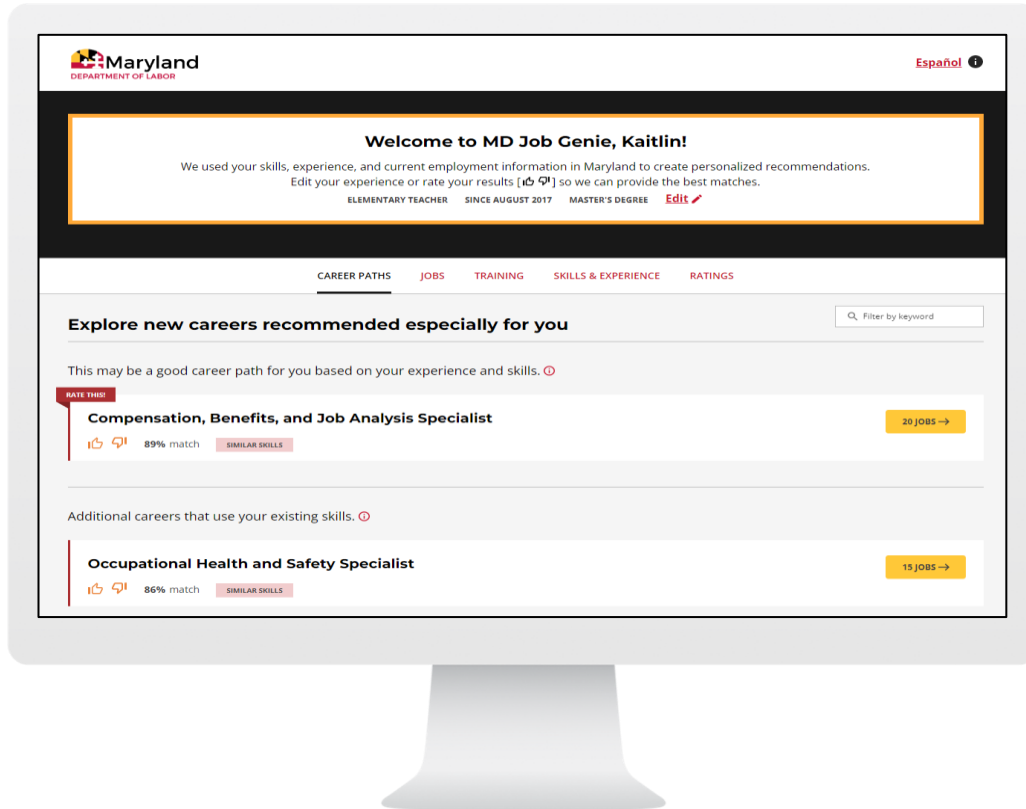 Maryland
DEPARTMENT OF LABOR
Español
Welcome to MD Job Genie, Kaitlin!
We used your skills, experience, and current employment information in Maryland to create personalized recommendations.
Edit your experience or rate your results [ ] so we can provide the best matches.
ELEMENTARY TEACHER SINCE AUGUST 2017 MASTER'S DEGREE Edit
CAREER PATHS JOBS TRAINING SKILLS & EXPERIENCE RATINGS
Explore new careers recommended especially for you
Filter by keyword
This may be a good career path for you based on your experience and skills.
RATE THIS!
Compensation, Benefits, and Job Analysis Specialist
20 JOBS →
89% match SIMILAR SKILLS
Additional careers that use your existing skills.
Occupational Health and Safety Specialist
15 JOBS →
86% match SIMILAR SKILLS